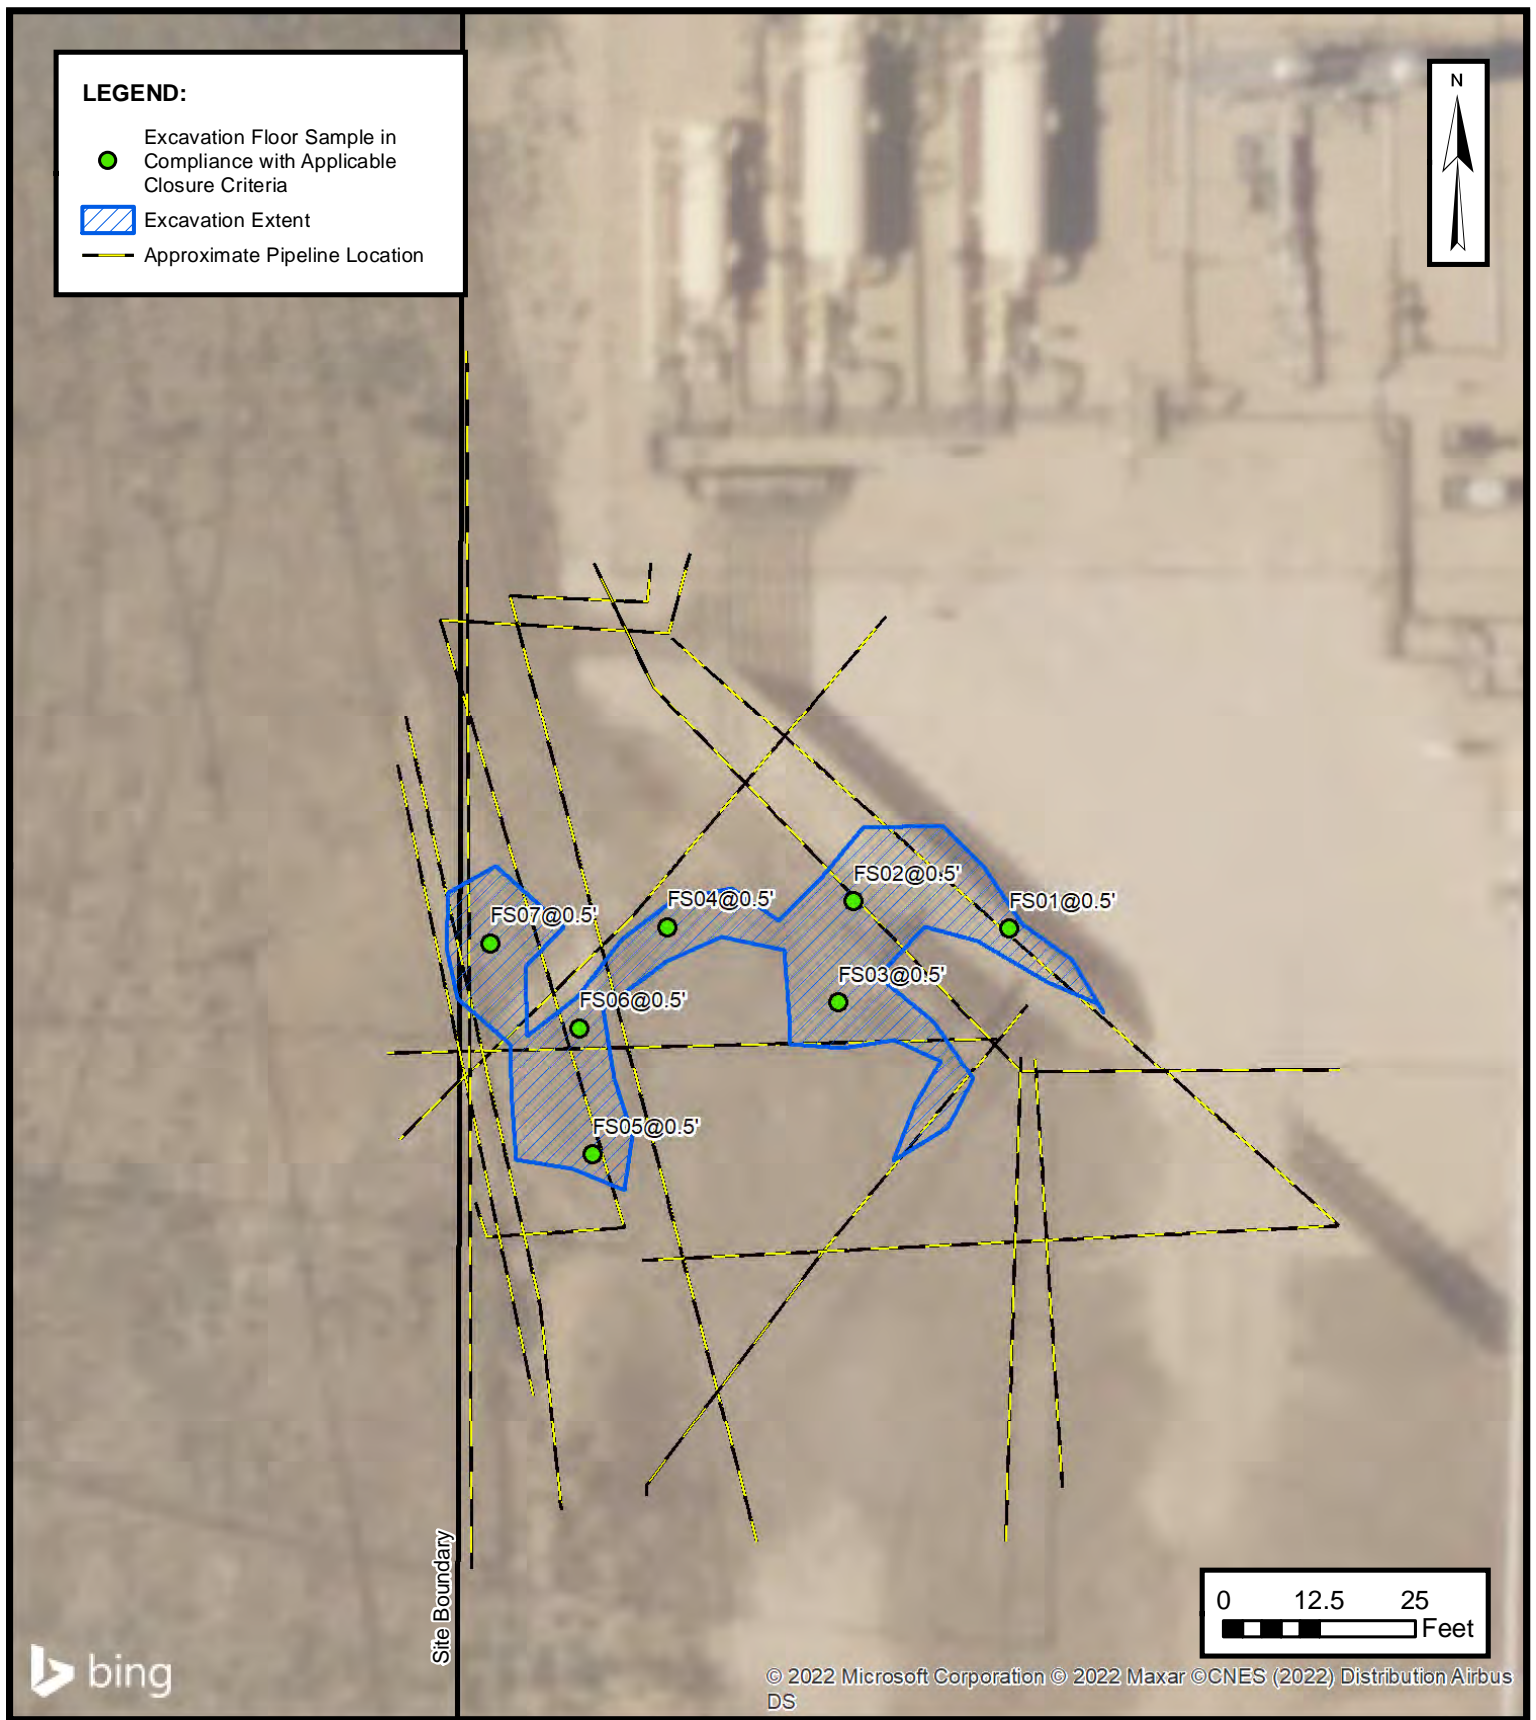 LEGEND:
Excavation Floor Sample in
Compliance with Applicable
Closure Criteria
Excavation Extent
Approximate Pipeline Location
N
FS02@0.5'
FS04@0.5'
FS01@0.5'
FS07@0.5'
FS03@0.5'
FS06@0.5'
FS05@0.5'
Site Boundary
0 12.5 25
Feet
bing
© 2022 Microsoft Corporation © 2022 Maxar ©CNES (2022) Distribution Airbus
DS